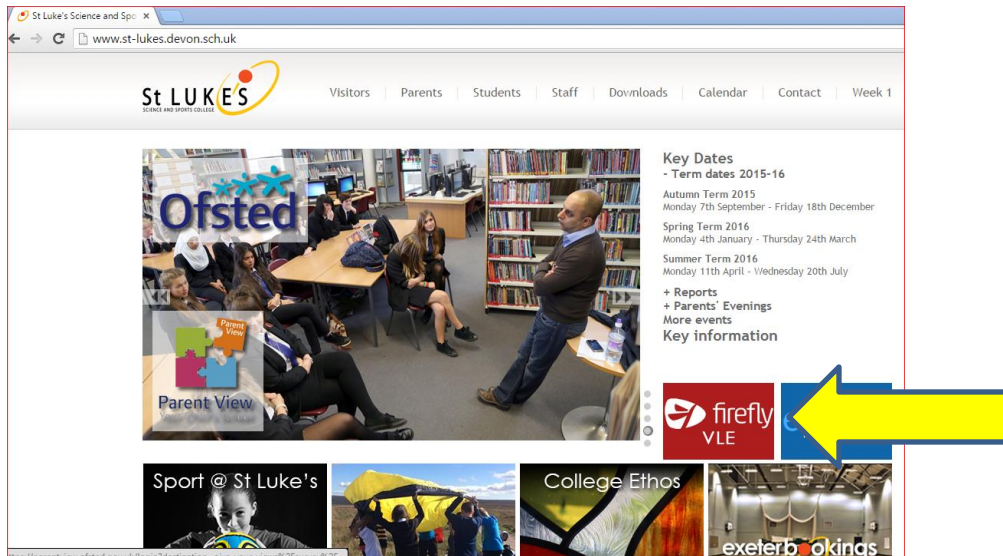 St Luke's Science and Spo
www.st-lukes.devon.sch.uk
St LUKES
SCIENCE AND SPORTS COLLEGE
Visitors Parents Students Staff Downloads Calendar Contact Week 1
Ofsted
Parent View
Parent View
Key Dates
- Term dates 2015-16
Autumn Term 2015
Monday 7th September - Friday 18th December
Spring Term 2016
Monday 4th January - Thursday 24th March
Summer Term 2016
Monday 11th April - Wednesday 20th July
+ Reports
+ Parents' Evenings
More events
Key information
firefly
VLE
Sport @ St Luke's
College Ethos
exeterbookings